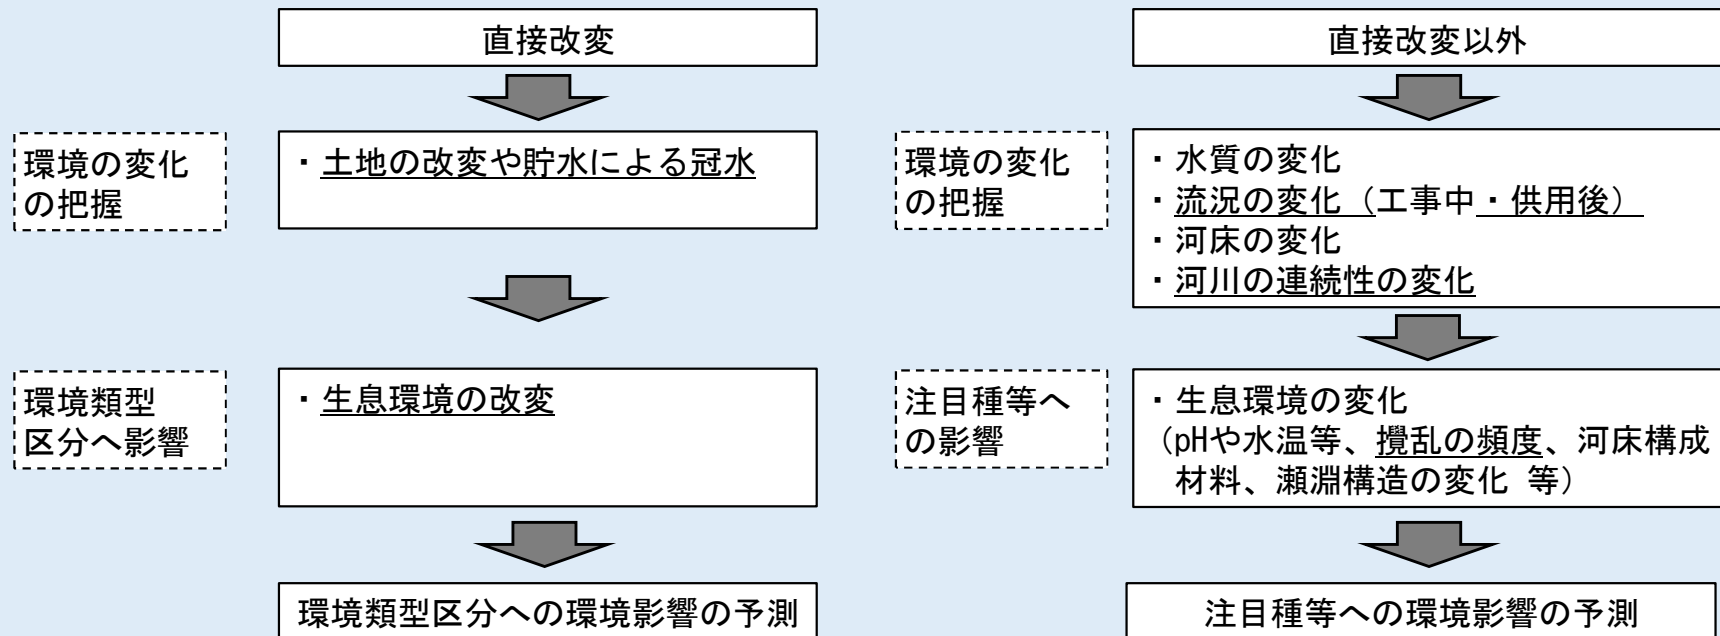 直接改変
環境の変化
の把握
・土地の改変や貯水による冠水
環境類型
区分へ影響
・生息環境の改変
環境類型区分への環境影響の予測
直接改変以外
環境の変化
の把握
・水質の変化
・流況の変化（工事中・供用後）
・河床の変化
・河川の連続性の変化
注目種等へ
の影響
・生息環境の変化
（pHや水温等、攪乱の頻度、河床構成
材料、瀬淵構造の変化 等）
注目種等への環境影響の予測